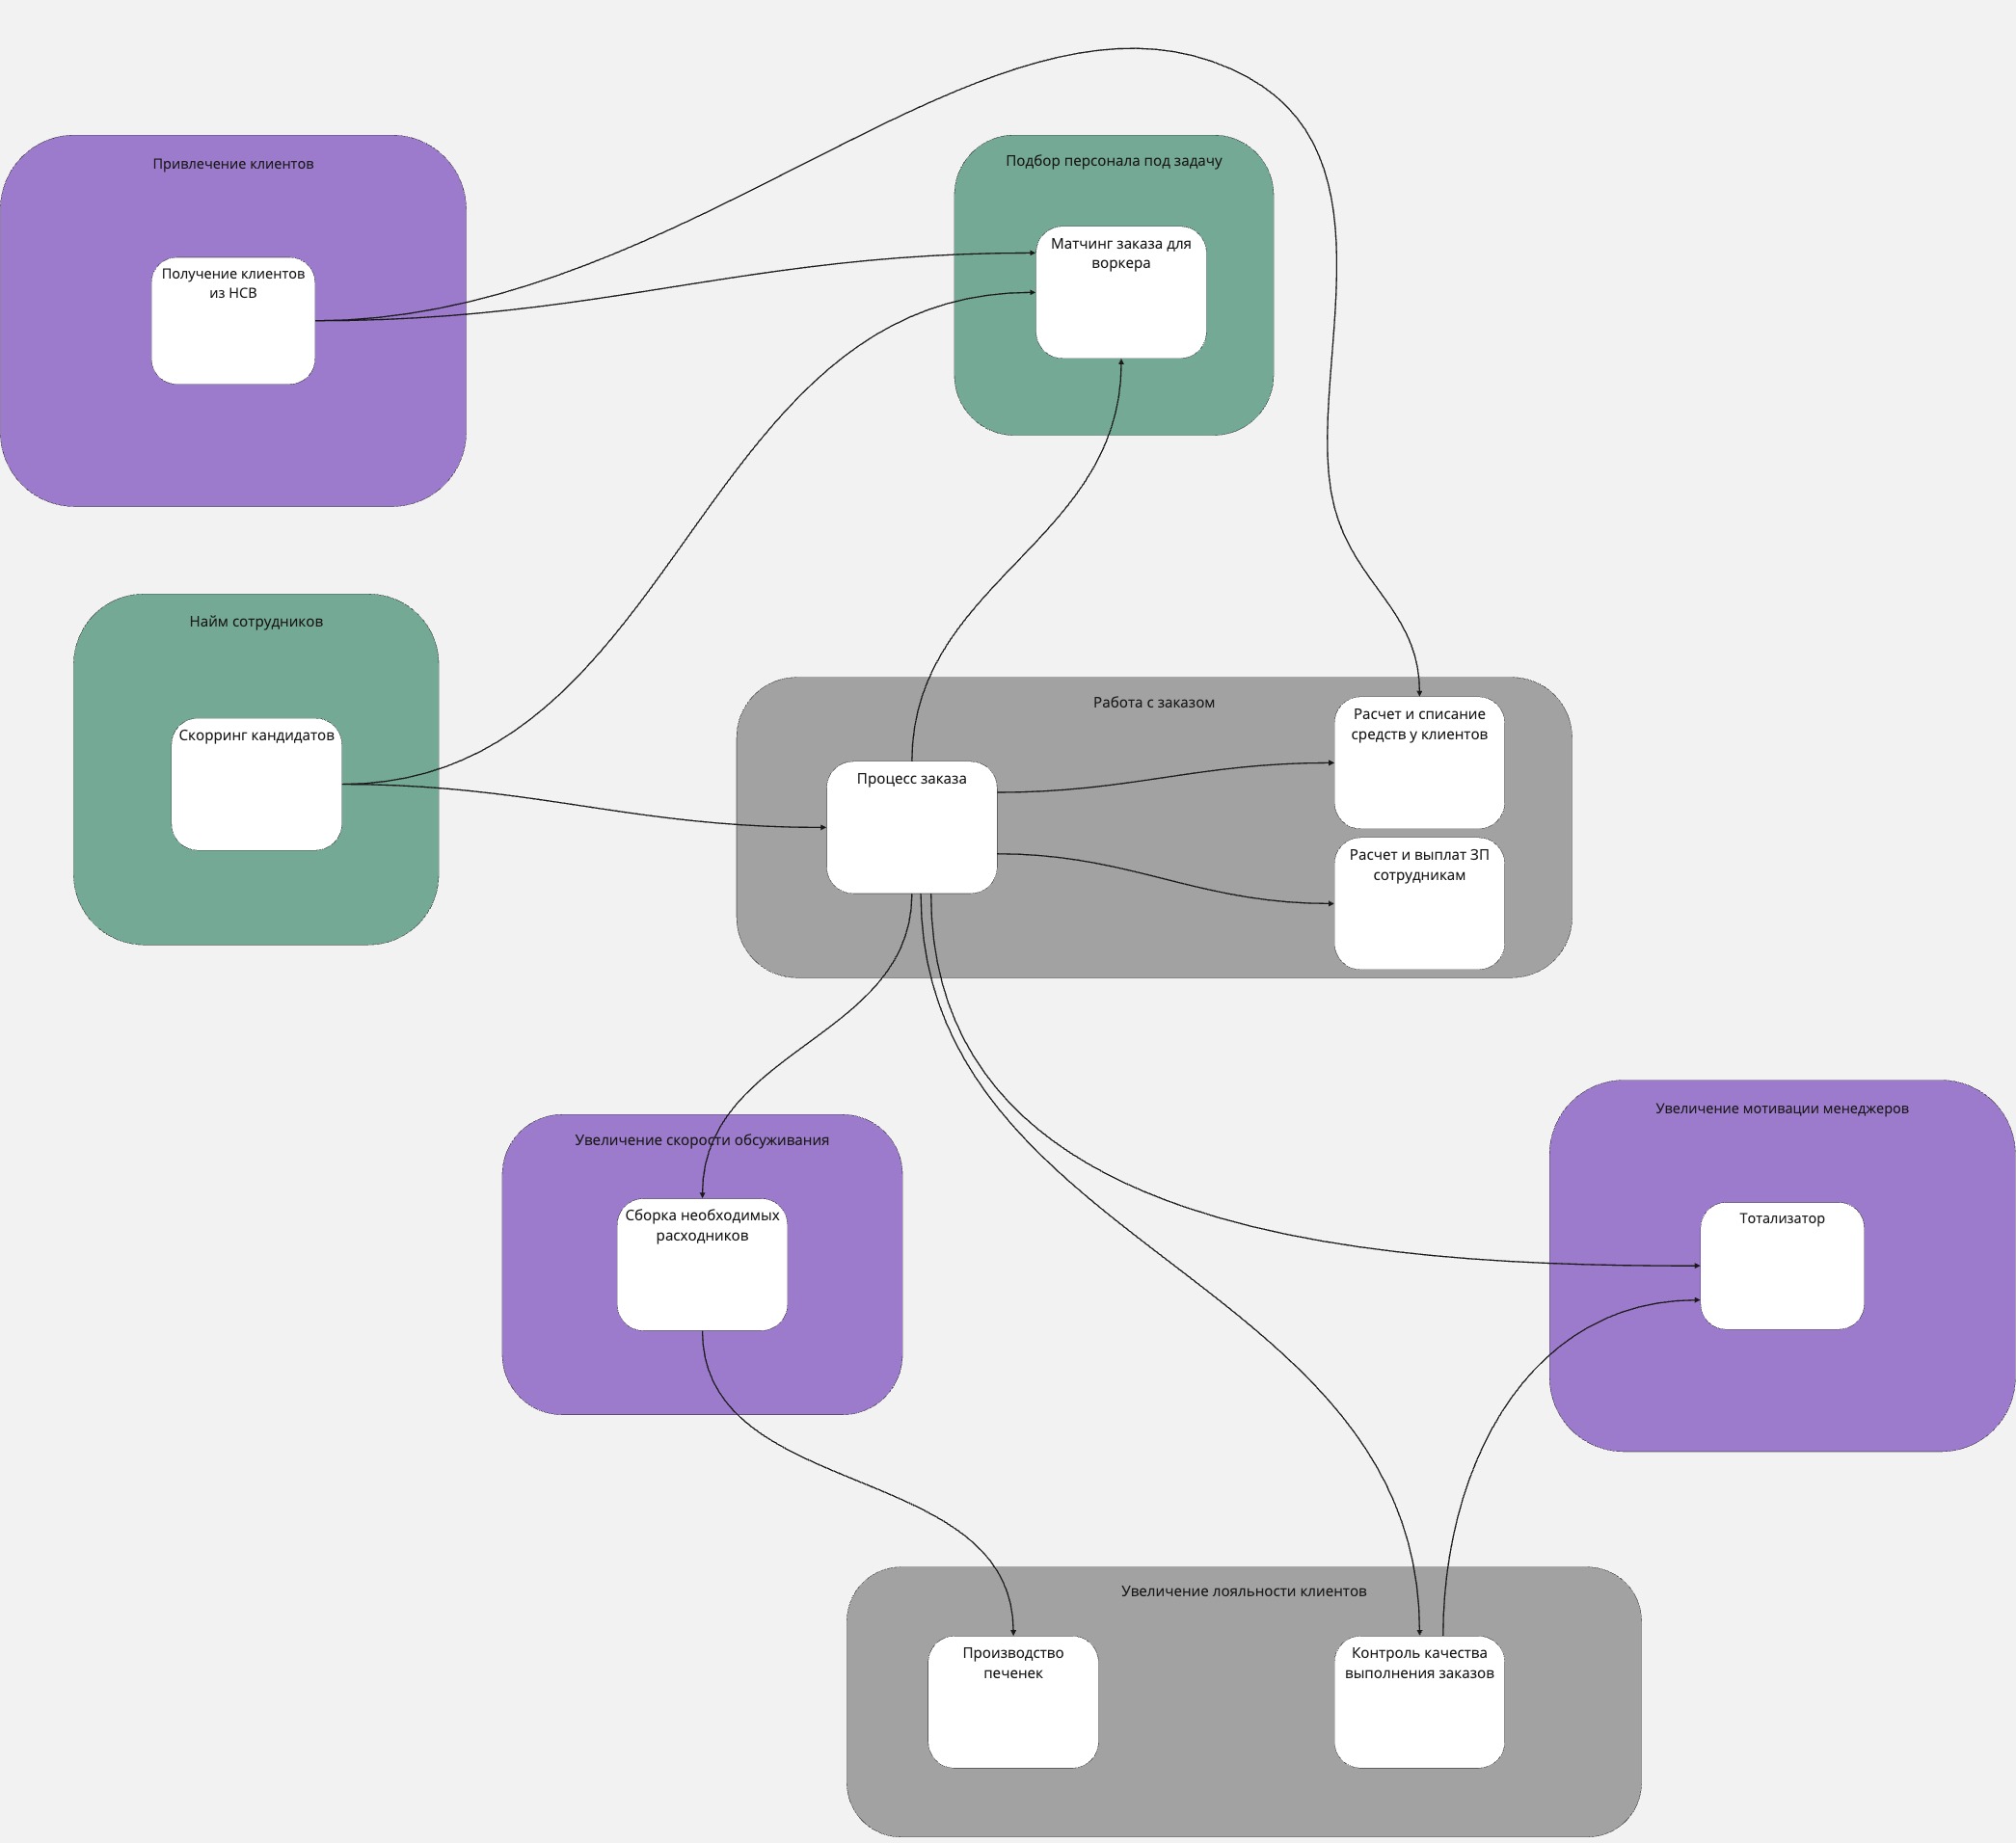 Привлечение клиентов
Получение клиентов
из НСВ
Подбор персонала под задачу
Матчинг заказа для
воркера
Найм сотрудников
Скорринг кандидатов
Работа с заказом
Процесс заказа
Расчет и списание
средств у клиентов
Расчет и выплат ЗП
сотрудникам
Увеличение скорости обсуживания
Сборка необходимых
расходников
Увеличение мотивации менеджеров
Тотализатор
Увеличение лояльности клиентов
Производство
печенек
Контроль качества
выполнения заказов